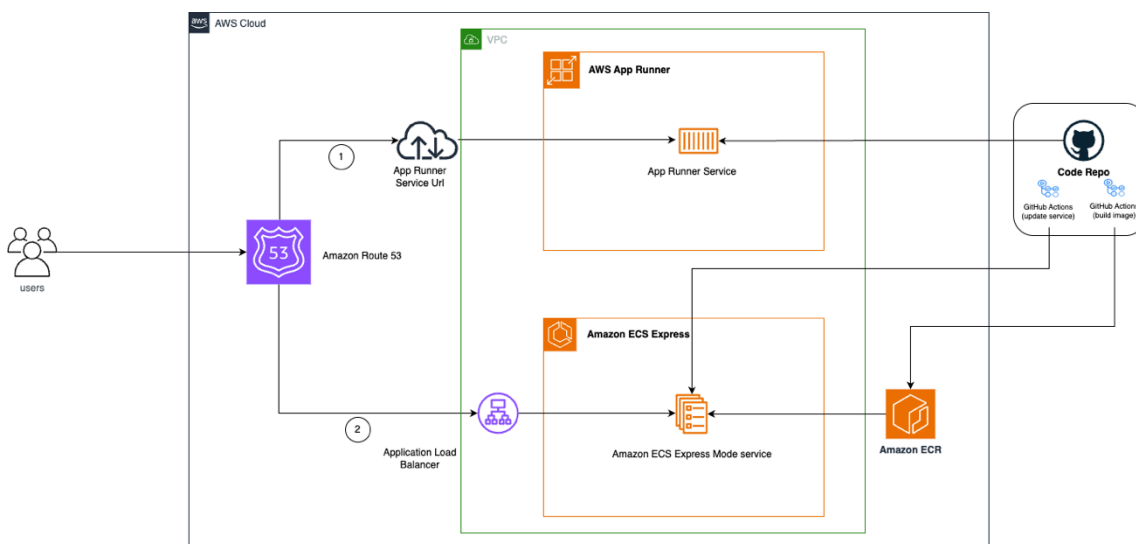 aws
AWS Cloud
VPC
AWS App Runner
1
App Runner
Service Url
App Runner Service
Code Repo
GitHub Actions
(update service)
GitHub Actions
(build image)
53
Amazon Route 53
users
Amazon ECS Express
2
Application Load
Balancer
Amazon ECS Express Mode service
Amazon ECR